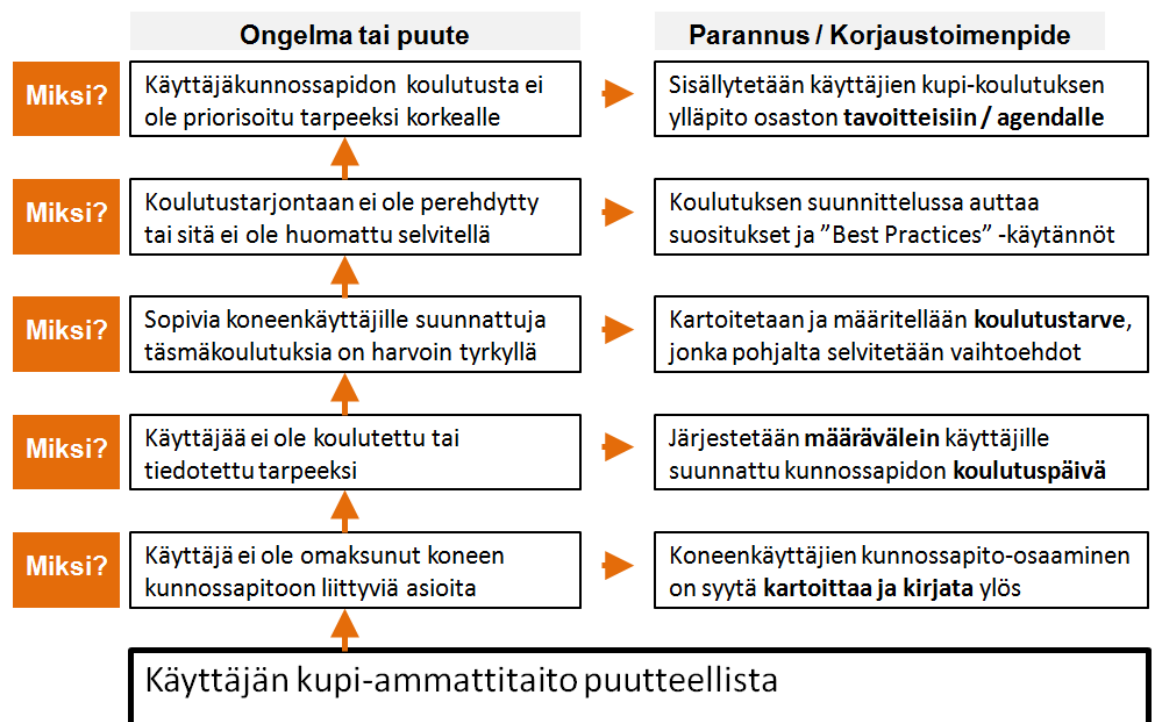 Ongelma tai puute
Parannus / Korjaustoimenpide
Miksi?
Käyttäjäkunnossapidon koulutusta ei
ole priorisoitu tarpeeksi korkealle
Sisällytetään käyttäjien kupi-koulutuksen
ylläpito osaston tavoitteisiin / agendalle
Miksi?
Koulutustarjontaan ei ole perehdytty
tai sitä ei ole huomattu selvitellä
Koulutuksen suunnittelussa auttaa
suositukset ja ”Best Practices” -käytännöt
Miksi?
Sopivia koneenkäyttäjille suunnattuja
täsmäkoulutuksia on harvoin tyrkyllä
Kartoitetaan ja määritellään koulutustarve,
jonka pohjalta selvitetään vaihtoehdot
Miksi?
Käyttäjää ei ole koulutettu tai
tiedotettu tarpeeksi
Järjestetään määrävälein käyttäjille
suunnattu kunnossapidon koulutuspäivä
Miksi?
Käyttäjä ei ole omaksunut koneen
kunnossapitoon liittyviä asioita
Koneenkäyttäjien kunnossapito-osaaminen
on syytä kartoittaa ja kirjata ylös
Käyttäjän kupi-ammattitaito puutteellista